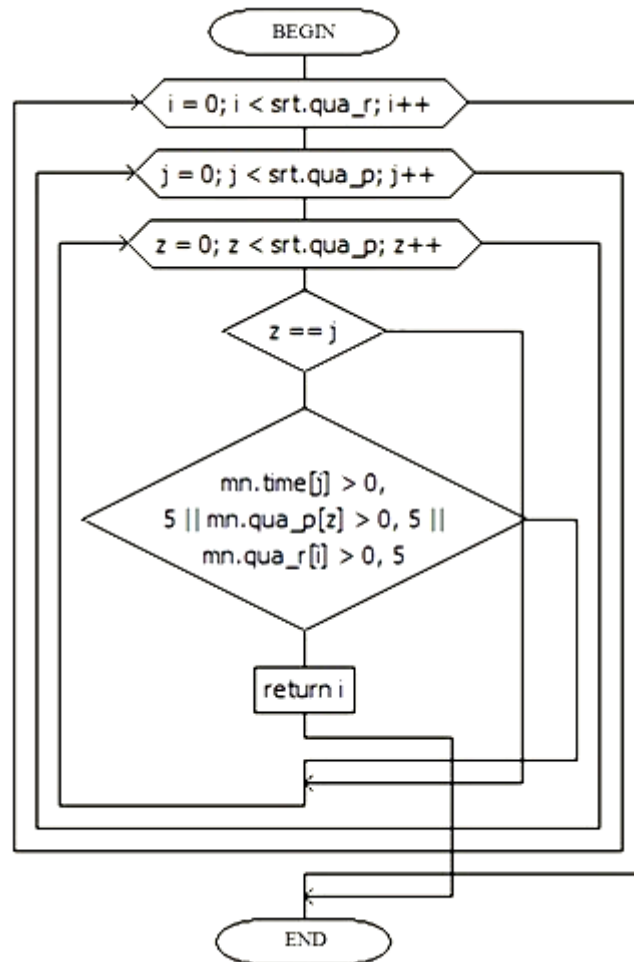 BEGIN
i = 0; i < srt.qua_r; i++
j = 0; j < srt.qua_p; j++
z = 0; z < srt.qua_p; z++
z == j
mn.time[j] > 0,
5 || mn.qua_p[z] > 0, 5 ||
mn.qua_r[i] > 0, 5
return i
END